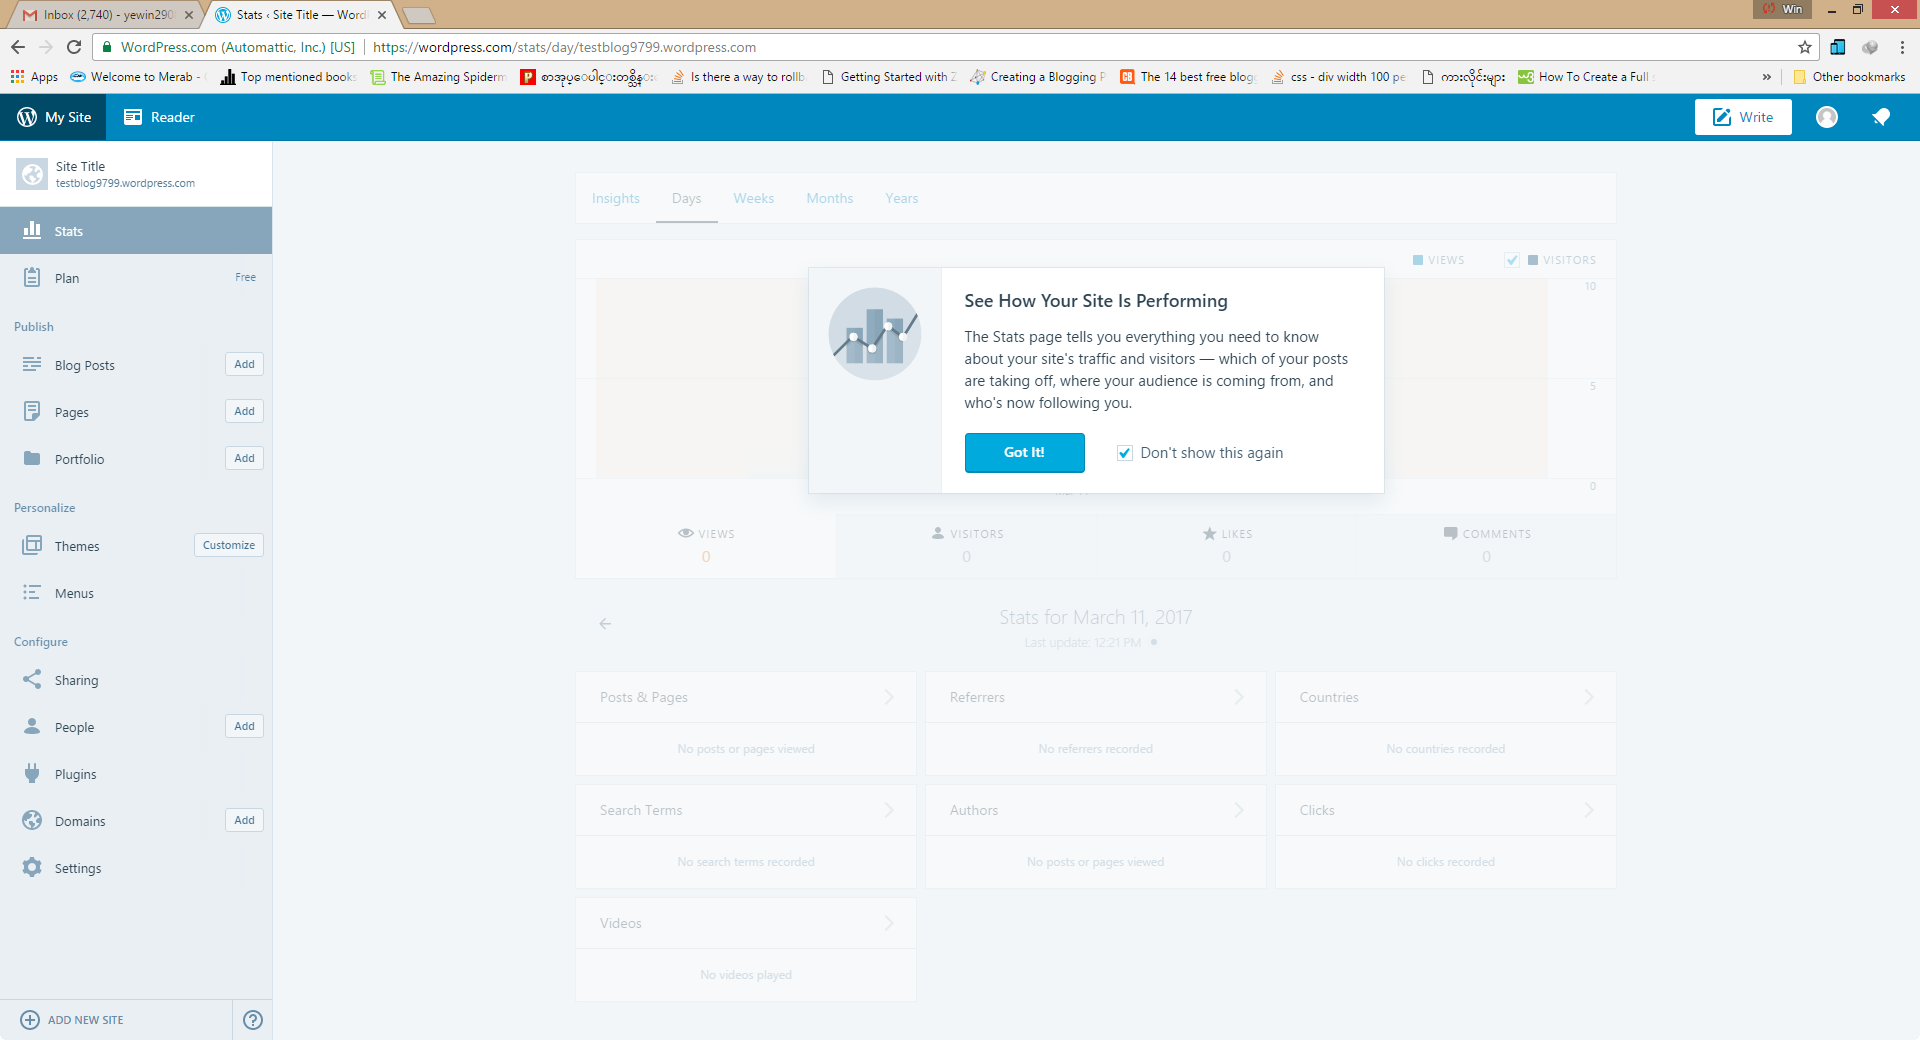 Inbox (2,740) - yewin290
Stats ‹ Site Title — WordP
Win
WordPress.com (Automattic, Inc.) [US]
https://wordpress.com/stats/day/testblog9799.wordpress.com
Apps
Welcome to Merab -
Top mentioned books
The Amazing Spiderm
Is there a way to rollb
Getting Started with Z
Creating a Blogging P
The 14 best free blog
css - div width 100 pe
ကားလိုင်းများ
How To Create a Full
»
Other bookmarks
My Site
Reader
Write
Site Title
testblog9799.wordpress.com
Stats
Plan
Free
Publish
Blog Posts
Add
Pages
Add
Portfolio
Add
Personalize
Themes
Customize
Menus
Configure
Sharing
People
Add
Plugins
Domains
Add
Settings
ADD NEW SITE
Insights
Days
Weeks
Months
Years
VIEWS
VISITORS
10
5
0
See How Your Site Is Performing
The Stats page tells you everything you need to know
about your site's traffic and visitors — which of your posts
are taking off, where your audience is coming from, and
who's now following you.
Got It!
Don't show this again
VIEWS
0
VISITORS
0
LIKES
0
COMMENTS
0
Stats for March 11, 2017
Last update: 12:21 PM
Posts & Pages
No posts or pages viewed
Referrers
No referrers recorded
Countries
No countries recorded
Search Terms
No search terms recorded
Authors
No posts or pages viewed
Clicks
No clicks recorded
Videos
No videos played